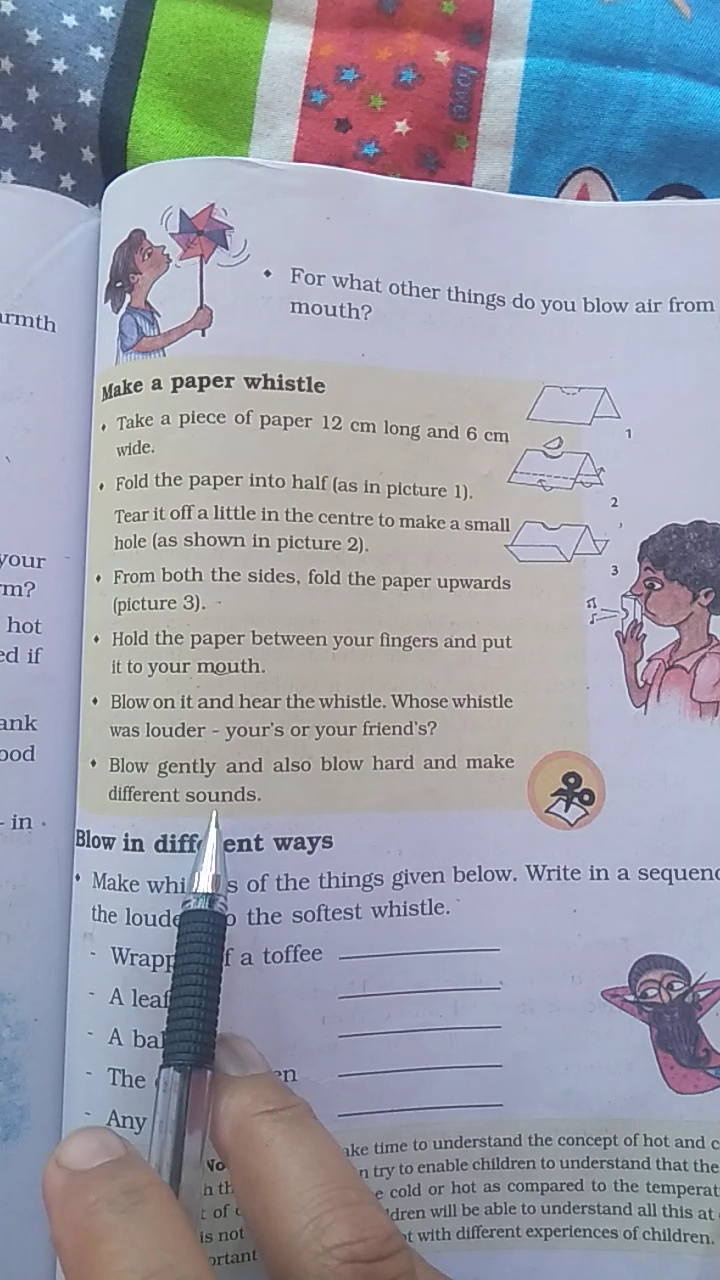 love
armth
your
m?
hot
ed if
ank
ood
- in
• For what other things do you blow air from
mouth?
Make a paper whistle
• Take a piece of paper 12 cm long and 6 cm
wide.
• Fold the paper into half (as in picture 1).
Tear it off a little in the centre to make a small
hole (as shown in picture 2).
• From both the sides, fold the paper upwards
(picture 3).
• Hold the paper between your fingers and put
it to your mouth.
• Blow on it and hear the whistle. Whose whistle
was louder - your's or your friend's?
• Blow gently and also blow hard and make
different sounds.
1
2
3
Blow in diff ent ways
• Make whi s of the things given below. Write in a sequenc
the loude o the softest whistle.
- Wrapp f a toffee
- A leaf
- A bal
- The en
- Any
ake time to understand the concept of hot and c
n try to enable children to understand that the
h th e cold or hot as compared to the temperat
t of dren will be able to understand all this at
is not t with different experiences of children.
ortant